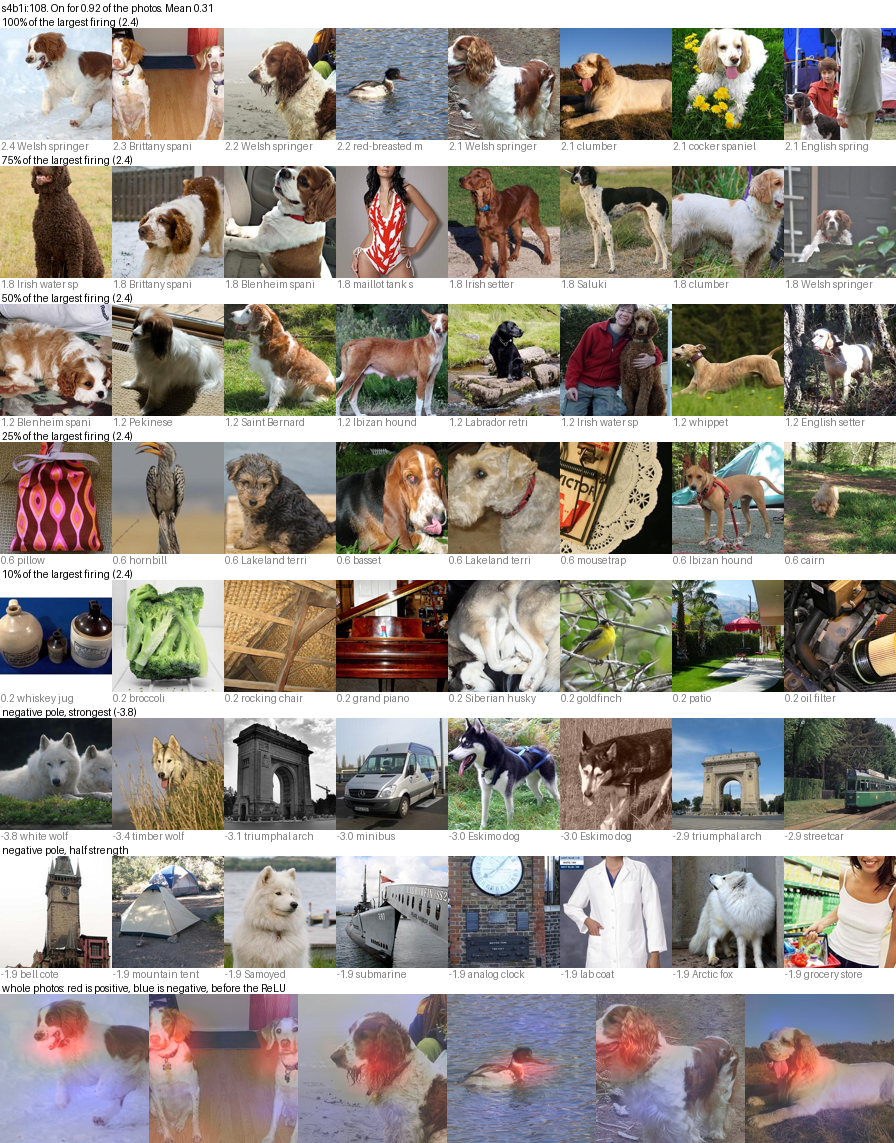 s4b1i:108. On for 0.92 of the photos. Mean 0.31
100% of the largest firing (2.4)
2.4 Welsh springer
2.3 Brittany spani
2.2 Welsh springer
2.2 red-breasted m
2.1 Welsh springer
2.1 clumber
2.1 cocker spaniel
2.1 English spring
75% of the largest firing (2.4)
1.8 Irish water sp
1.8 Brittany spani
1.8 Blenheim spani
1.8 maillot tank s
1.8 Irish setter
1.8 Saluki
1.8 clumber
1.8 Welsh springer
50% of the largest firing (2.4)
1.2 Blenheim spani
1.2 Pekinese
1.2 Saint Bernard
1.2 Ibizan hound
1.2 Labrador retri
1.2 Irish water sp
1.2 whippet
1.2 English setter
25% of the largest firing (2.4)
VICTOR
0.6 pillow
0.6 hornbill
0.6 Lakeland terri
0.6 basset
0.6 Lakeland terri
0.6 mousetrap
0.6 Ibizan hound
0.6 cairn
10% of the largest firing (2.4)
0.2 whiskey jug
0.2 broccoli
0.2 rocking chair
0.2 grand piano
0.2 Siberian husky
0.2 goldfinch
0.2 patio
0.2 oil filter
negative pole, strongest (-3.8)
-3.8 white wolf
-3.4 timber wolf
-3.1 triumphal arch
-3.0 minibus
-3.0 Eskimo dog
-3.0 Eskimo dog
-2.9 triumphal arch
-2.9 streetcar
negative pole, half strength
-1.9 bell cote
-1.9 mountain tent
-1.9 Samoyed
-1.9 submarine
-1.9 analog clock
-1.9 lab coat
-1.9 Arctic fox
-1.9 grocery store
whole photos: red is positive, blue is negative, before the ReLU